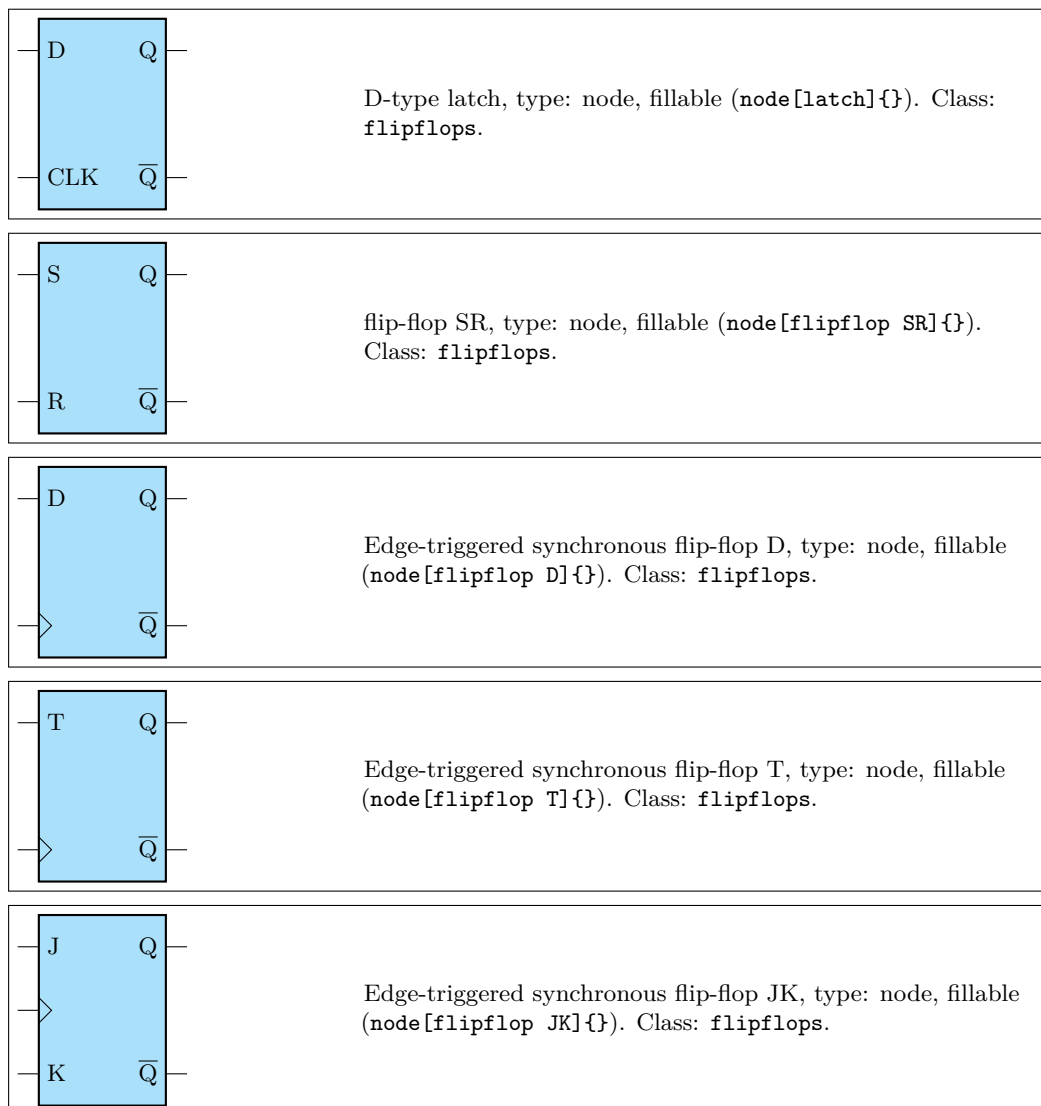 D Q
D-type latch, type: node, fillable (node[latch]{}). Class:
flipflops.
CLK Q̅
S Q
flip-flop SR, type: node, fillable (node[flipflop SR]{}).
Class: flipflops.
R Q̅
D Q
Edge-triggered synchronous flip-flop D, type: node, fillable
(node[flipflop D]{}). Class: flipflops.
Q̅
T Q
Edge-triggered synchronous flip-flop T, type: node, fillable
(node[flipflop T]{}). Class: flipflops.
Q̅
J Q
Edge-triggered synchronous flip-flop JK, type: node, fillable
(node[flipflop JK]{}). Class: flipflops.
K Q̅